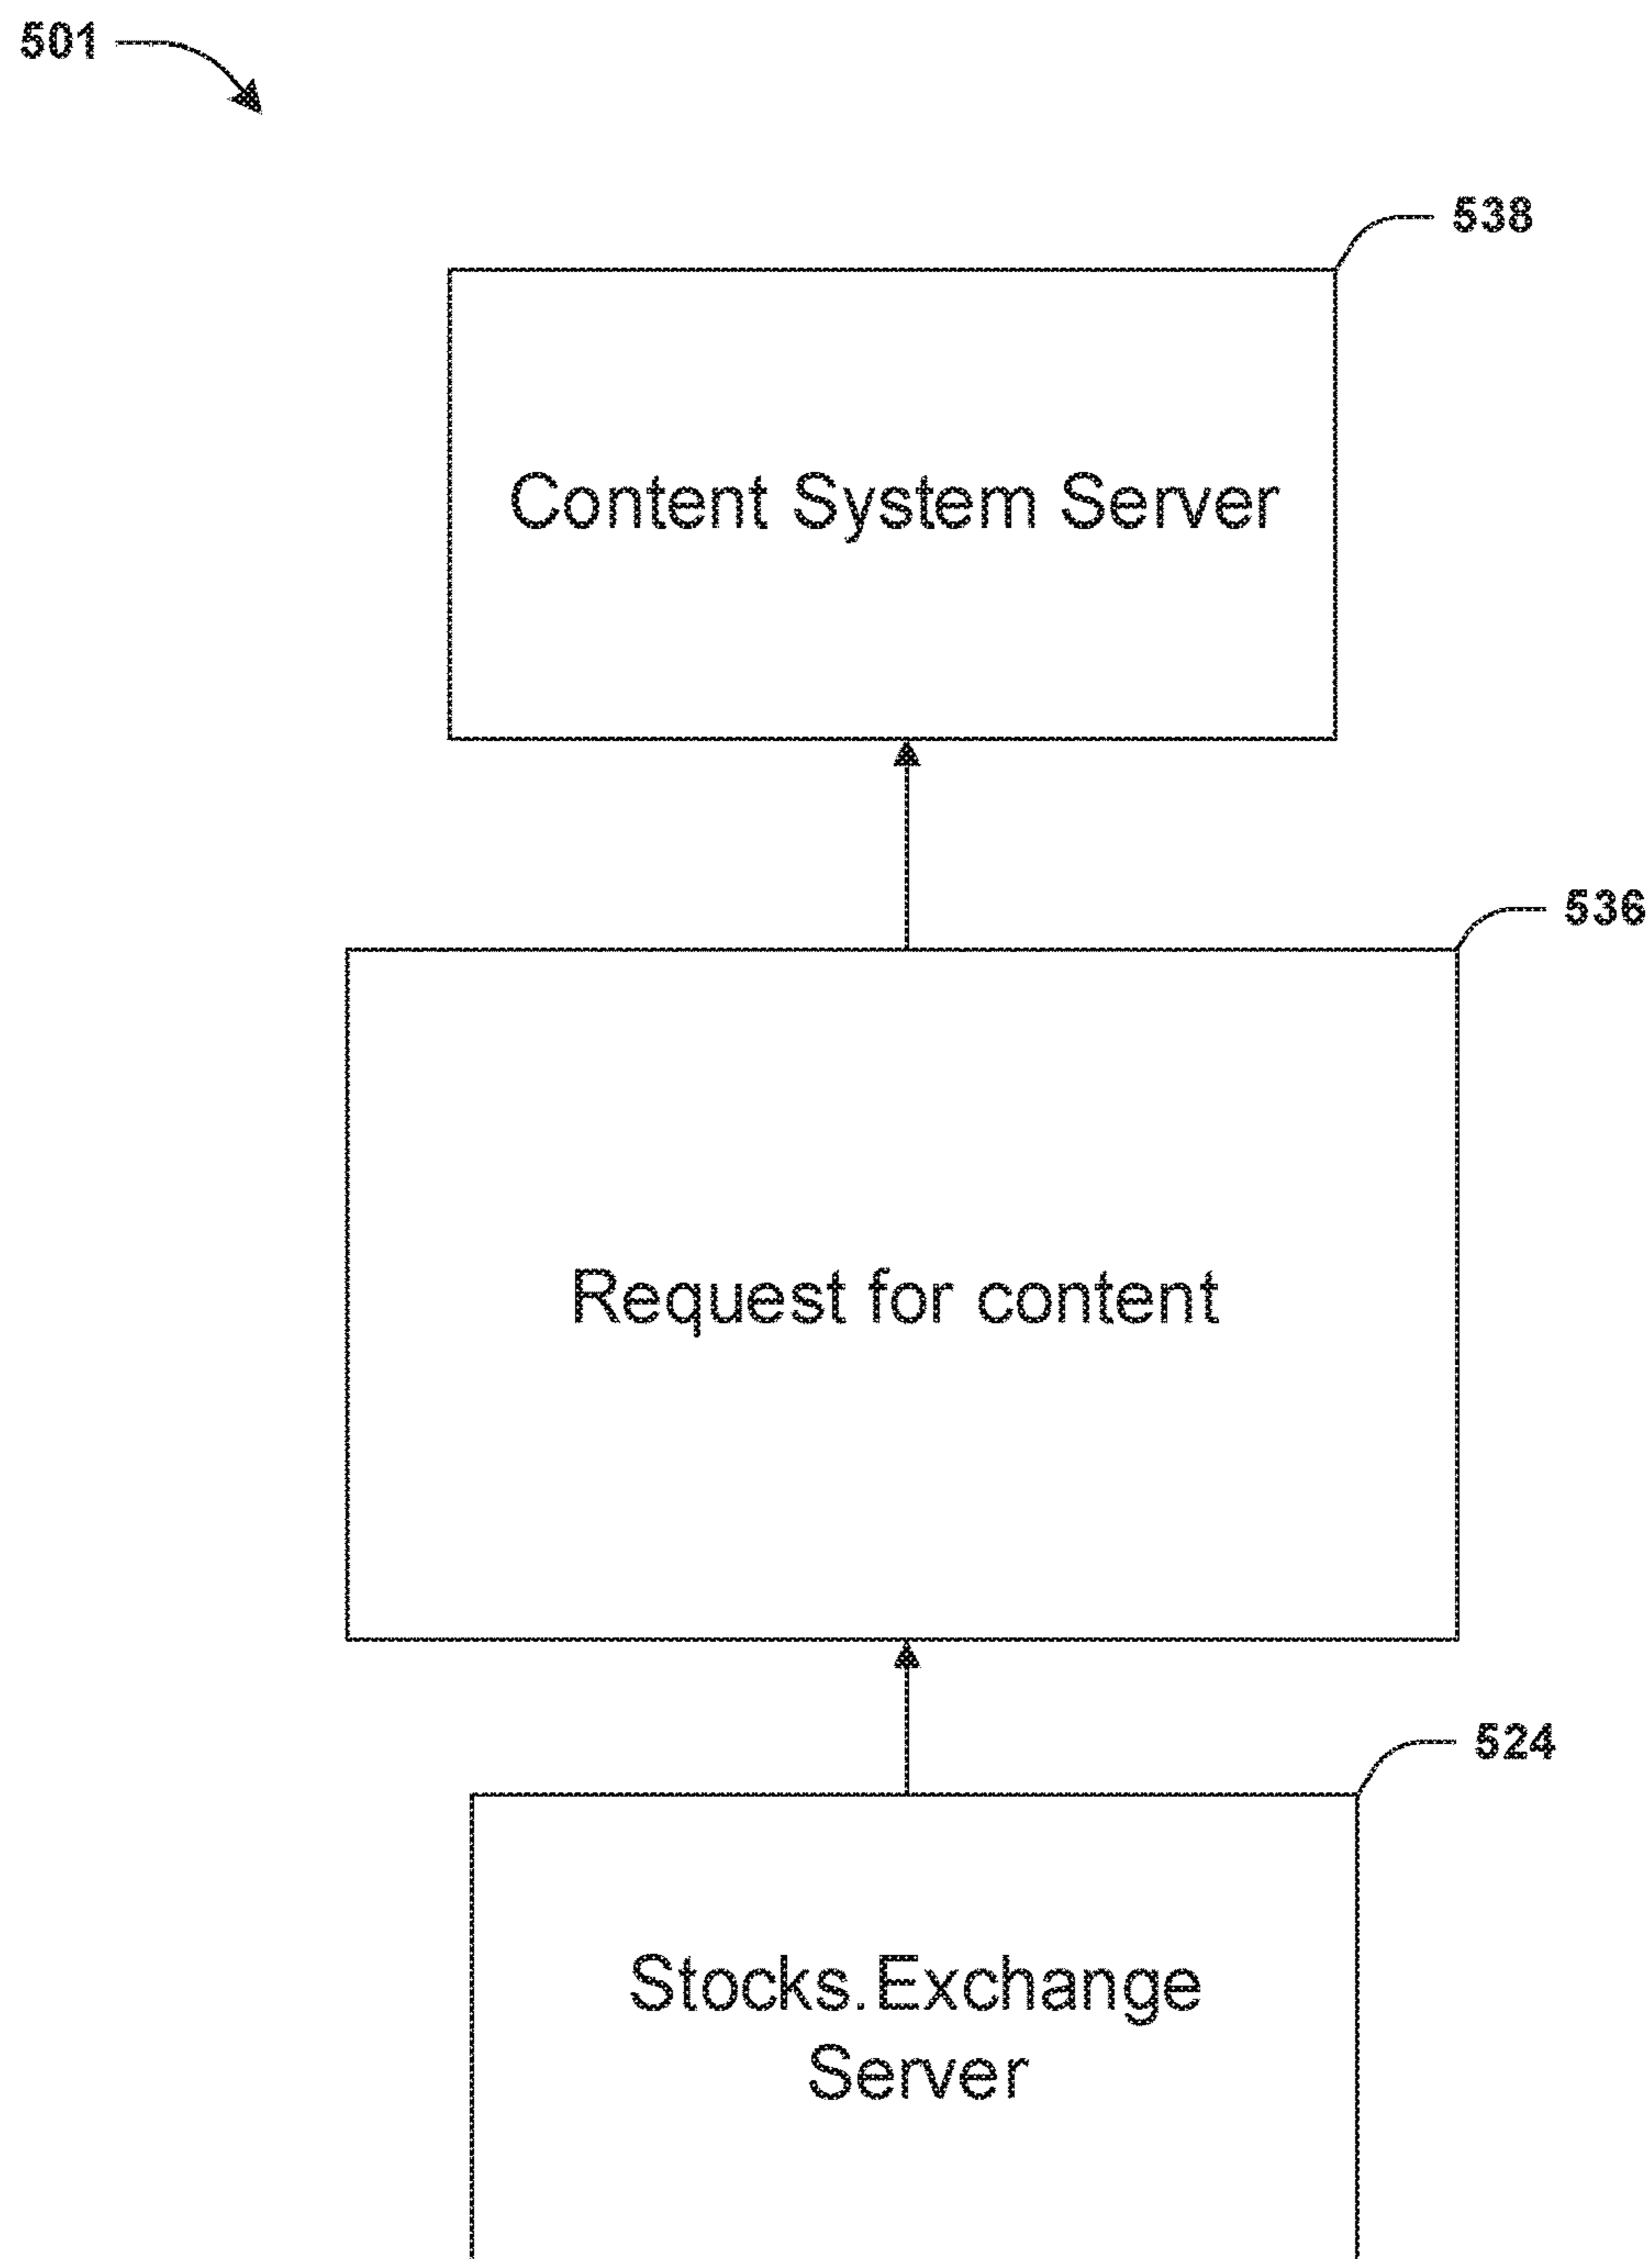 501
538
Content System Server
536
Request for content
524
Stocks.Exchange
Server